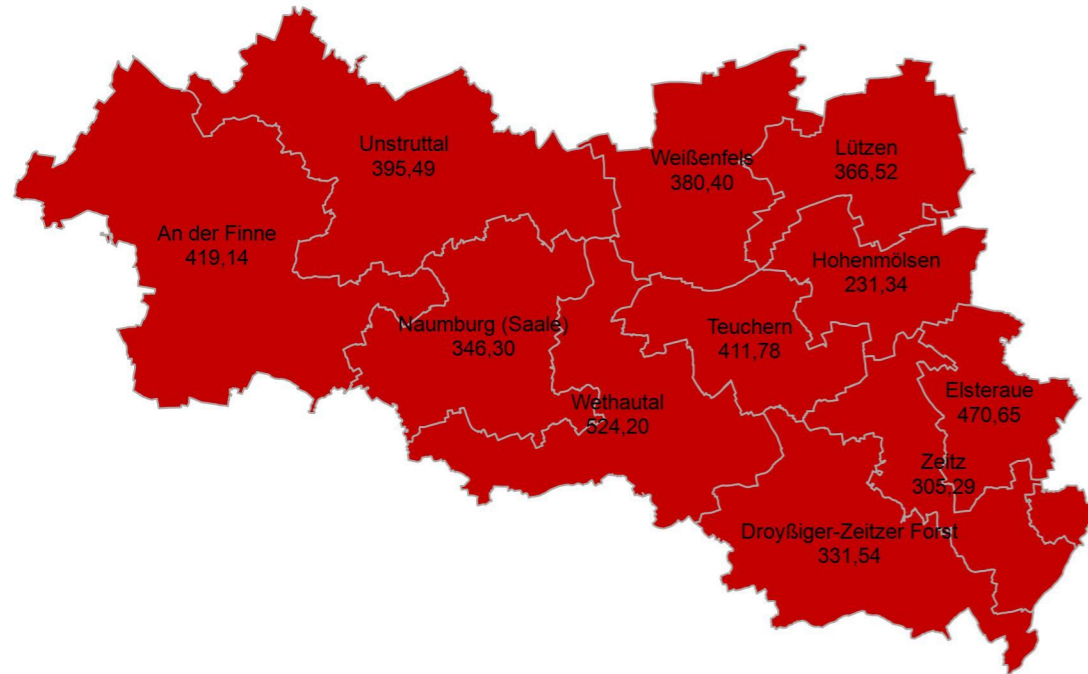 Unstruttal
395,49
Weißenfels
380,40
Lützen
366,52
An der Finne
419,14
Hohenmölsen
231,34
Naumburg (Saale)
346,30
Teuchern
411,78
Wethautal
524,20
Elsteraue
470,65
Zeitz
305,29
Droyßiger-Zeitzer Forst
331,54